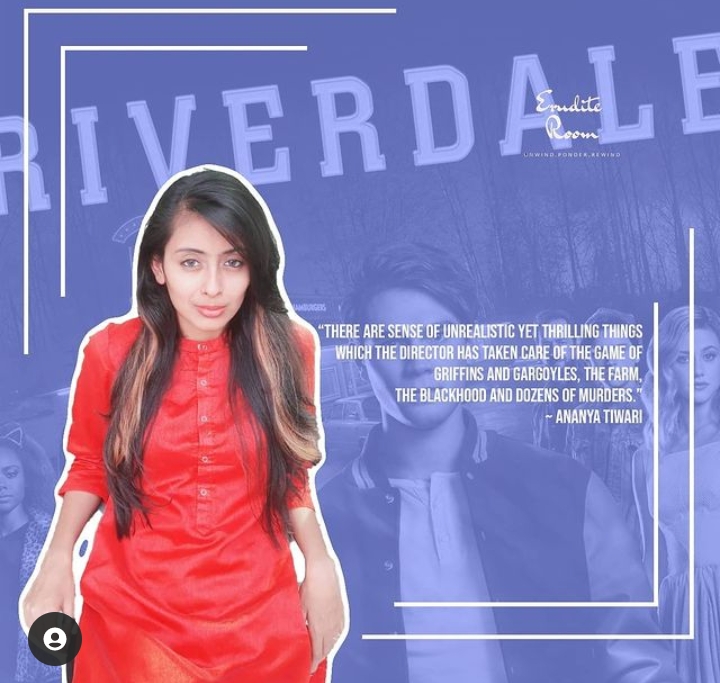 RIVERDALE
Erudite
Room
UNWIND.PONDER.REWIND
HAMBURGERS
“THERE ARE SENSE OF UNREALISTIC YET THRILLING THINGS
WHICH THE DIRECTOR HAS TAKEN CARE OF THE GAME OF
GRIFFINS AND GARGOYLES, THE FARM,
THE BLACKHOOD AND DOZENS OF MURDERS.”
~ ANANYA TIWARI